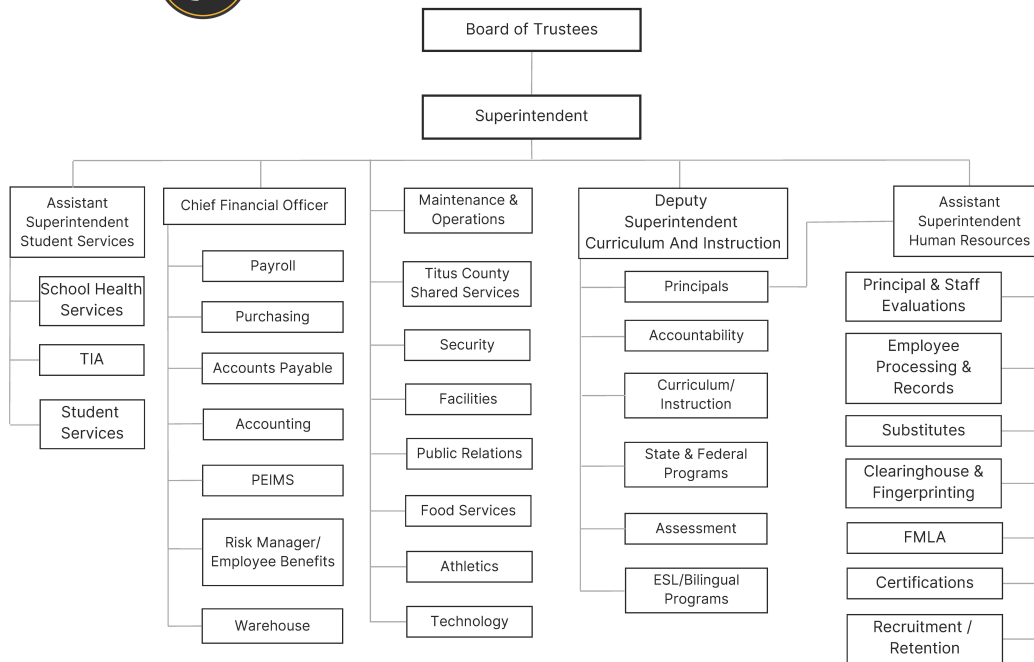 Board of Trustees
Superintendent
Assistant
Superintendent
Student Services
School Health
Services
TIA
Student
Services
Chief Financial Officer
Payroll
Purchasing
Accounts Payable
Accounting
PEIMS
Risk Manager/
Employee Benefits
Warehouse
Maintenance &
Operations
Titus County
Shared Services
Security
Facilities
Public Relations
Food Services
Athletics
Technology
Deputy
Superintendent
Curriculum And Instruction
Principals
Accountability
Curriculum/
Instruction
State & Federal
Programs
Assessment
ESL/Bilingual
Programs
Assistant
Superintendent
Human Resources
Principal & Staff
Evaluations
Employee
Processing &
Records
Substitutes
Clearinghouse &
Fingerprinting
FMLA
Certifications
Recruitment /
Retention